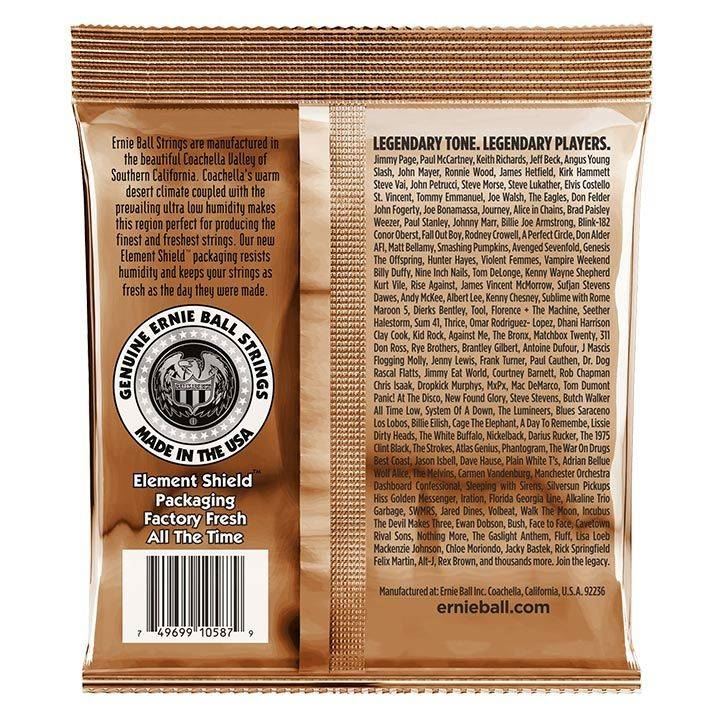 Ernie Ball Strings are manufactured in
the beautiful Coachella Valley of
Southern California. Coachella's warm
desert climate coupled with the
prevailing ultra low humidity makes
this region perfect for producing the
finest and freshest strings. Our new
Element Shield™ packaging resists
humidity and keeps your strings as
fresh as the day they were made.
GENUINE ERNIE BALL STRINGS
MADE IN THE USA
Element Shield™
Packaging
Factory Fresh
All The Time
7 49699 10587 9
LEGENDARY TONE. LEGENDARY PLAYERS.
Jimmy Page, Paul McCartney, Keith Richards, Jeff Beck, Angus Young
Slash, John Mayer, Ronnie Wood, James Hetfield, Kirk Hammett
Steve Vai, John Petrucci, Steve Morse, Steve Lukather, Elvis Costello
St. Vincent, Tommy Emmanuel, Joe Walsh, The Eagles, Don Felder
John Fogerty, Joe Bonamassa, Journey, Alice in Chains, Brad Paisley
Weezer, Paul Stanley, Johnny Marr, Billie Joe Armstrong, Blink-182
Conor Oberst, Fall Out Boy, Rodney Crowell, A Perfect Circle, Don Alder
AFI, Matt Bellamy, Smashing Pumpkins, Avenged Sevenfold, Genesis
The Offspring, Hunter Hayes, Violent Femmes, Vampire Weekend
Billy Duffy, Nine Inch Nails, Tom DeLonge, Kenny Wayne Shepherd
Kurt Vile, Rise Against, James Vincent McMorrow, Sufjan Stevens
Dawes, Andy McKee, Albert Lee, Kenny Chesney, Sublime with Rome
Maroon 5, Dierks Bentley, Tool, Florence + The Machine, Seether
Halestorm, Sum 41, Thrice, Omar Rodriguez- Lopez, Dhani Harrison
Clay Cook, Kid Rock, Against Me, The Bronx, Matchbox Twenty, 311
Don Ross, Rye Brothers, Brantley Gilbert, Antoine Dufour, J Mascis
Flogging Molly, Jenny Lewis, Frank Turner, Paul Cauthen, Dr. Dog
Rascal Flatts, Jimmy Eat World, Courtney Barnett, Rob Chapman
Chris Isaak, Dropkick Murphys, MxPx, Mac DeMarco, Tom Dumont
Panic! At The Disco, New Found Glory, Steve Stevens, Butch Walker
All Time Low, System Of A Down, The Lumineers, Blues Saraceno
Los Lobos, Billie Eilish, Cage The Elephant, A Day To Remembe, Lissie
Dirty Heads, The White Buffalo, Nickelback, Darius Rucker, The 1975
Clint Black, The Strokes, Atlas Genius, Phantogram, The War On Drugs
Best Coast, Jason Isbell, Dave Hause, Plain White T's, Adrian Bellue
Wolf Alice, The Melvins, Carmen Vandenburg, Manchester Orchestra
Dashboard Confessional, Sleeping with Sirens, Silversun Pickups
Hiss Golden Messenger, Iration, Florida Georgia Line, Alkaline Trio
Garbage, SWMRS, Jared Dines, Volbeat, Walk The Moon, Incubus
The Devil Makes Three, Ewan Dobson, Bush, Face to Face, Cavetown
Rival Sons, Nothing More, The Gaslight Anthem, Fluff, Lisa Loeb
Mackenzie Johnson, Chloe Moriondo, Jacky Bastek, Rick Springfield
Felix Martin, Alt-J, Rex Brown, and thousands more. Join the legacy.
Manufactured at: Ernie Ball Inc. Coachella, California, U.S.A. 92236
ernieball.com